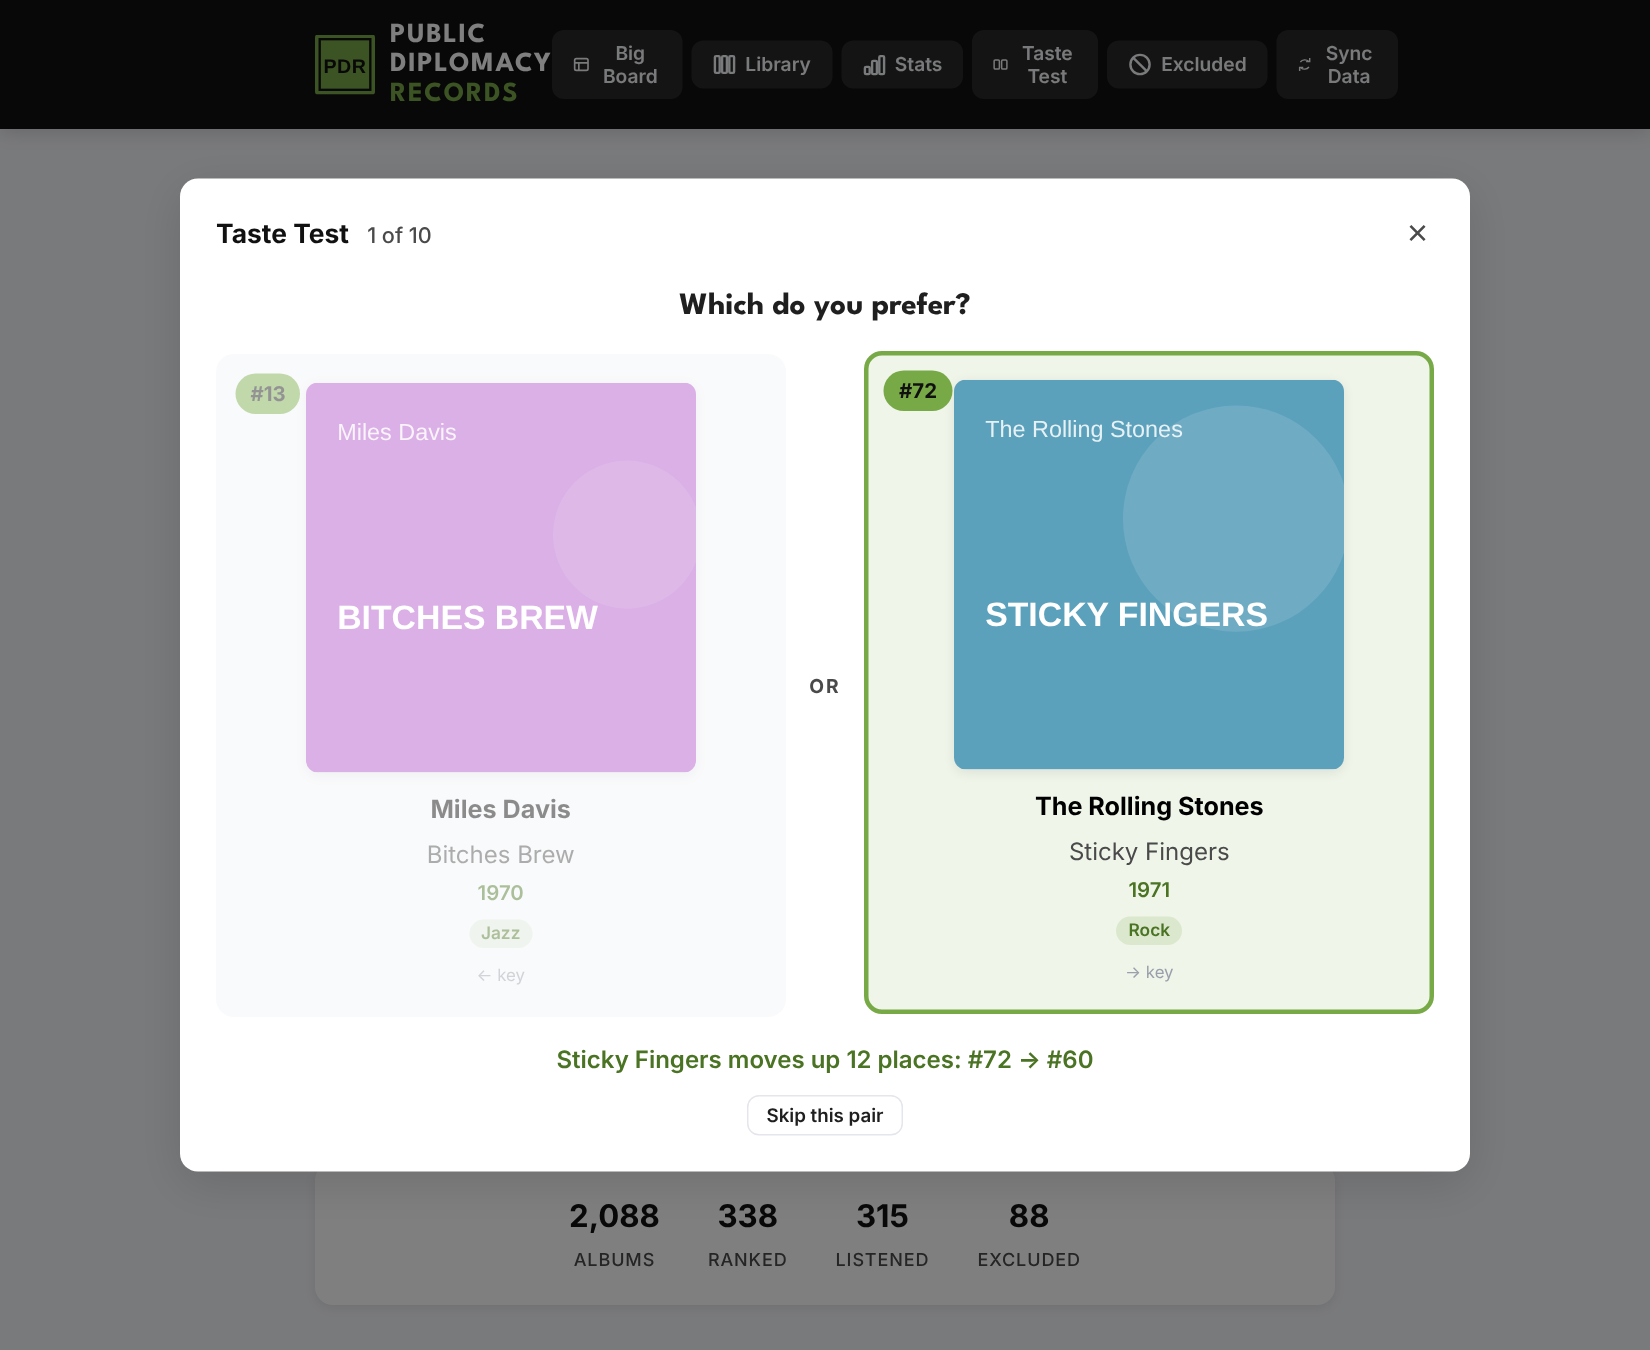 PDR
PUBLIC
DIPLOMACY
RECORDS
Big
Board
Library
Stats
Taste
Test
Excluded
Sync
Data
Taste Test 1 of 10
✕
Which do you prefer?
#13
Miles Davis
BITCHES BREW
Miles Davis
Bitches Brew
1970
Jazz
← key
OR
#72
The Rolling Stones
STICKY FINGERS
The Rolling Stones
Sticky Fingers
1971
Rock
→ key
Sticky Fingers moves up 12 places: #72 → #60
Skip this pair
2,088 338 315 88
ALBUMS RANKED LISTENED EXCLUDED